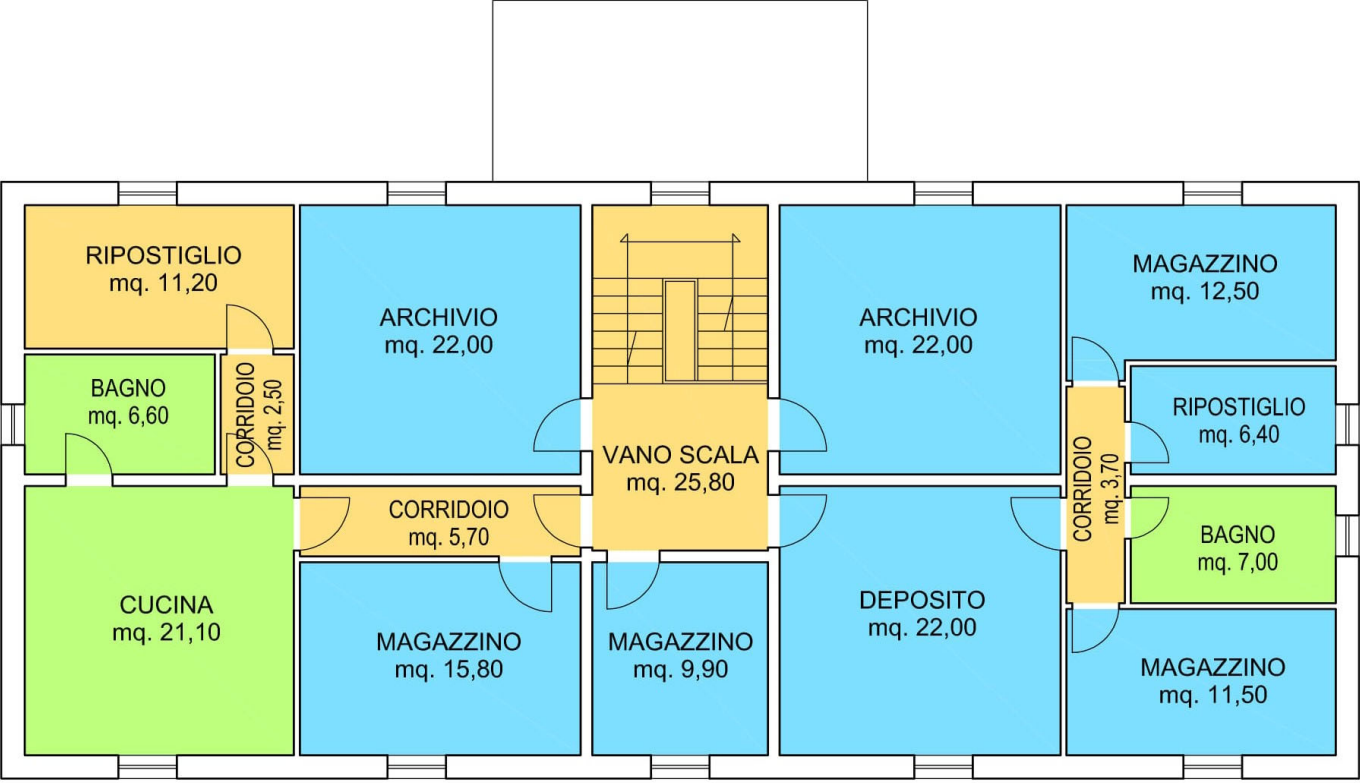 RIPOSTIGLIO
mq. 11,20
ARCHIVIO
mq. 22,00
ARCHIVIO
mq. 22,00
MAGAZZINO
mq. 12,50
BAGNO
mq. 6,60
CORRIDOIO
mq. 2,50
RIPOSTIGLIO
mq. 6,40
VANO SCALA
mq. 25,80
CORRIDOIO
mq. 5,70
CORRIDOIO
mq. 3,70
BAGNO
mq. 7,00
CUCINA
mq. 21,10
MAGAZZINO
mq. 15,80
MAGAZZINO
mq. 9,90
DEPOSITO
mq. 22,00
MAGAZZINO
mq. 11,50